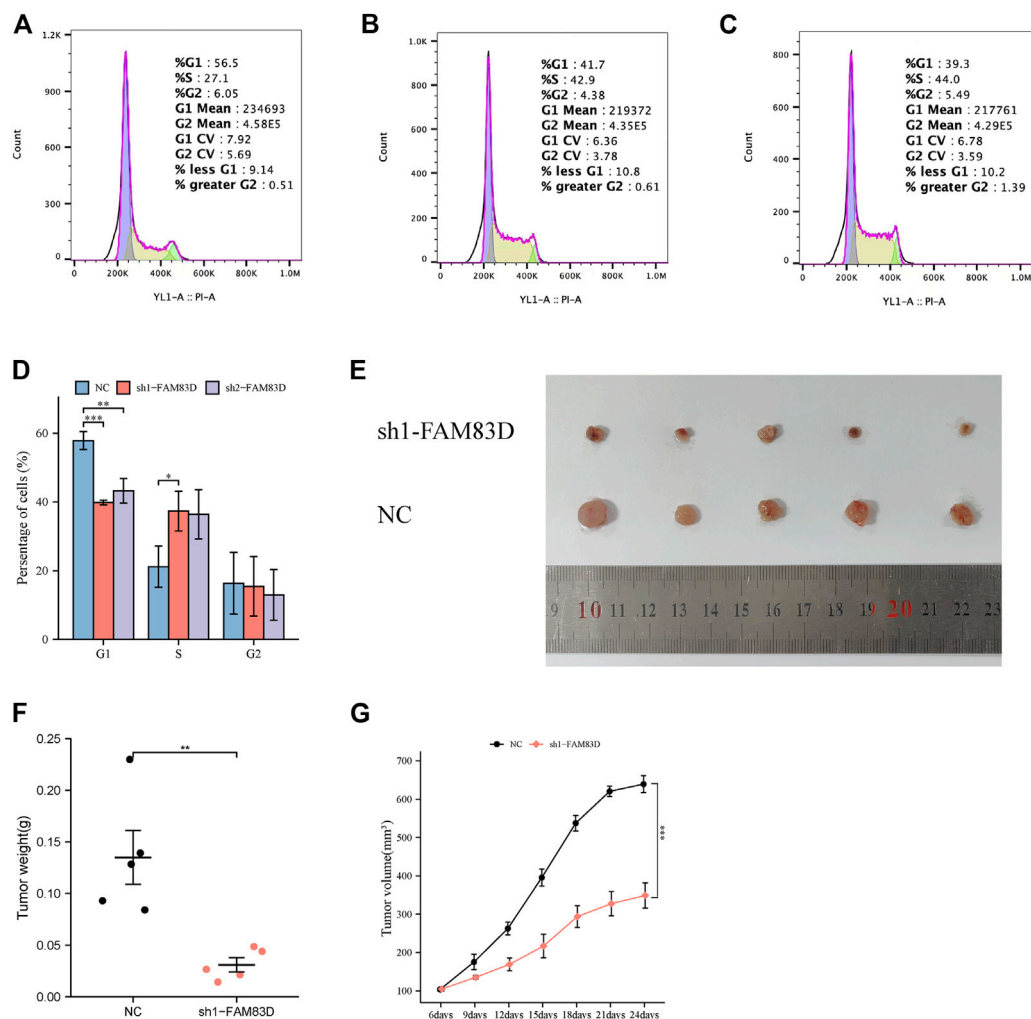 A
1.2K
900
600
300
0
Count
%G1 : 56.5
%S : 27.1
%G2 : 6.05
G1 Mean : 234693
G2 Mean : 4.58E5
G1 CV : 7.92
G2 CV : 5.69
% less G1 : 9.14
% greater G2 : 0.51
0 200K 400K 600K 800K 1.0M
YL1-A :: PI-A
B
1.0K
800
600
400
200
0
Count
%G1 : 41.7
%S : 42.9
%G2 : 4.38
G1 Mean : 219372
G2 Mean : 4.35E5
G1 CV : 6.36
G2 CV : 3.78
% less G1 : 10.8
% greater G2 : 0.61
0 200K 400K 600K 800K 1.0M
YL1-A :: PI-A
C
800
600
400
200
0
Count
%G1 : 39.3
%S : 44.0
%G2 : 5.49
G1 Mean : 217761
G2 Mean : 4.29E5
G1 CV : 6.78
G2 CV : 3.59
% less G1 : 10.2
% greater G2 : 1.39
0 200K 400K 600K 800K 1.0M
YL1-A :: PI-A
D
NC sh1-FAM83D sh2-FAM83D
**
***
*
60
40
20
0
Persentage of cells (%)
G1 S G2
E
sh1-FAM83D
NC
9 10 11 12 13 14 15 16 17 18 19 20 21 22 23
F
**
0.25
0.20
0.15
0.10
0.05
0.00
Tumor weight(g)
NC sh1-FAM83D
G
NC sh1-FAM83D
700
600
500
400
300
200
100
Tumor volume(mm³)
***
6days 9days 12days 15days 18days 21days 24days